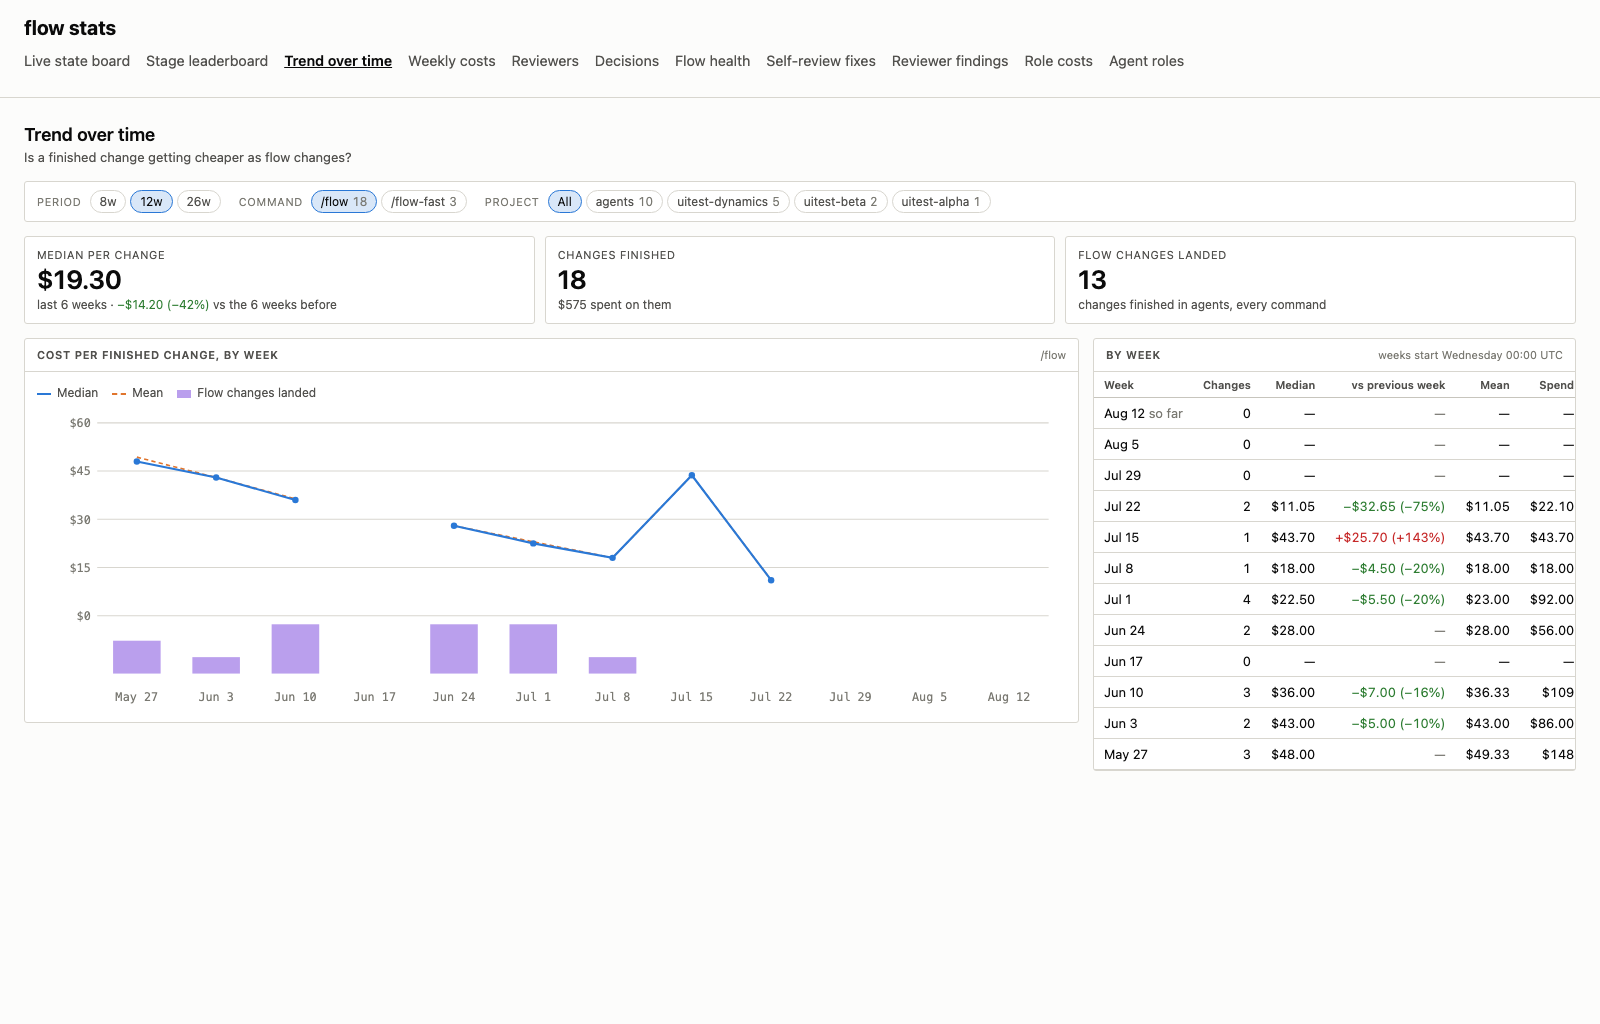 flow stats
Live state board Stage leaderboard Trend over time Weekly costs Reviewers Decisions Flow health Self-review fixes Reviewer findings Role costs Agent roles
Trend over time
Is a finished change getting cheaper as flow changes?
PERIOD 8w 12w 26w COMMAND /flow 18 /flow-fast 3 PROJECT All agents 10 uitest-dynamics 5 uitest-beta 2 uitest-alpha 1
MEDIAN PER CHANGE
$19.30
last 6 weeks · −$14.20 (−42%) vs the 6 weeks before
CHANGES FINISHED
18
$575 spent on them
FLOW CHANGES LANDED
13
changes finished in agents, every command
COST PER FINISHED CHANGE, BY WEEK /flow
Median Mean Flow changes landed
$60
$45
$30
$15
$0
May 27 Jun 3 Jun 10 Jun 17 Jun 24 Jul 1 Jul 8 Jul 15 Jul 22 Jul 29 Aug 5 Aug 12
BY WEEK weeks start Wednesday 00:00 UTC
Week Changes Median vs previous week Mean Spend
Aug 12 so far 0 — — — —
Aug 5 0 — — — —
Jul 29 0 — — — —
Jul 22 2 $11.05 −$32.65 (−75%) $11.05 $22.10
Jul 15 1 $43.70 +$25.70 (+143%) $43.70 $43.70
Jul 8 1 $18.00 −$4.50 (−20%) $18.00 $18.00
Jul 1 4 $22.50 −$5.50 (−20%) $23.00 $92.00
Jun 24 2 $28.00 — $28.00 $56.00
Jun 17 0 — — — —
Jun 10 3 $36.00 −$7.00 (−16%) $36.33 $109
Jun 3 2 $43.00 −$5.00 (−10%) $43.00 $86.00
May 27 3 $48.00 — $49.33 $148